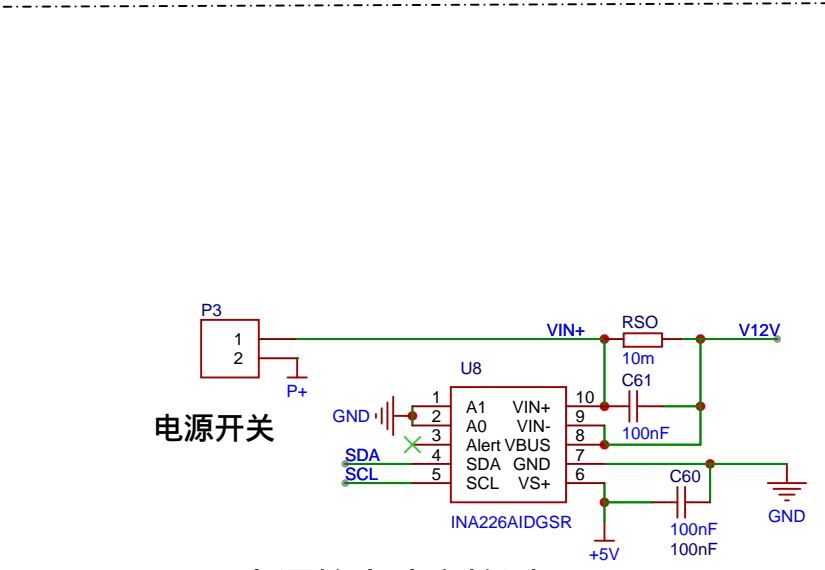 P3
1
2
P+
电源开关
VIN+
RSO
10m
V12V
C61
100nF
U8
GND
SDA
SCL
1
2
3
4
5
A1
A0
Alert
SDA
SCL
VIN+
VIN-
VBUS
GND
VS+
10
9
8
7
6
INA226AIDGSR
C60
100nF
100nF
GND
+5V